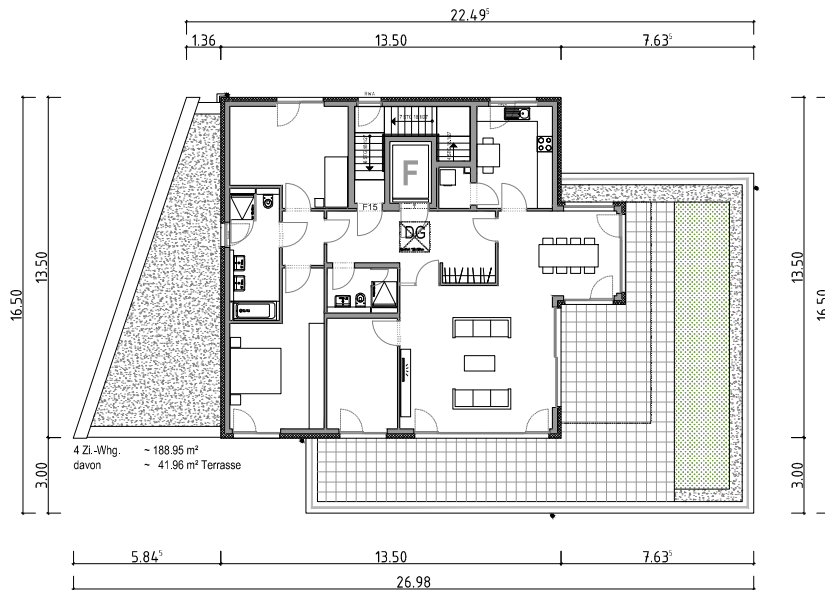 22.49⁵
1.36 13.50 7.63⁵
RWA
F
F15
DG
16.50
13.50
3.00
13.50
16.50
3.00
4 Zi.-Whg. ~ 188.95 m²
davon ~ 41.96 m² Terrasse
5.84⁵ 13.50 7.63⁵
26.98